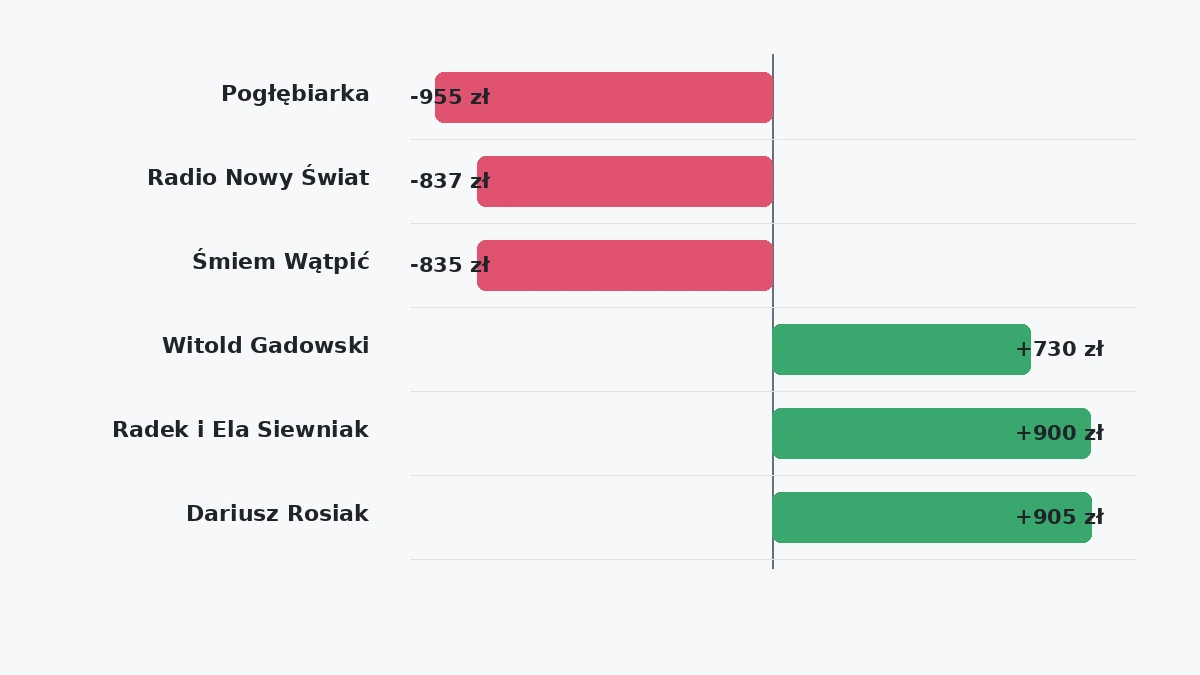 Pogłębiarka -955 zł
Radio Nowy Świat -837 zł
Śmiem Wątpić -835 zł
Witold Gadowski +730 zł
Radek i Ela Siewniak +900 zł
Dariusz Rosiak +905 zł